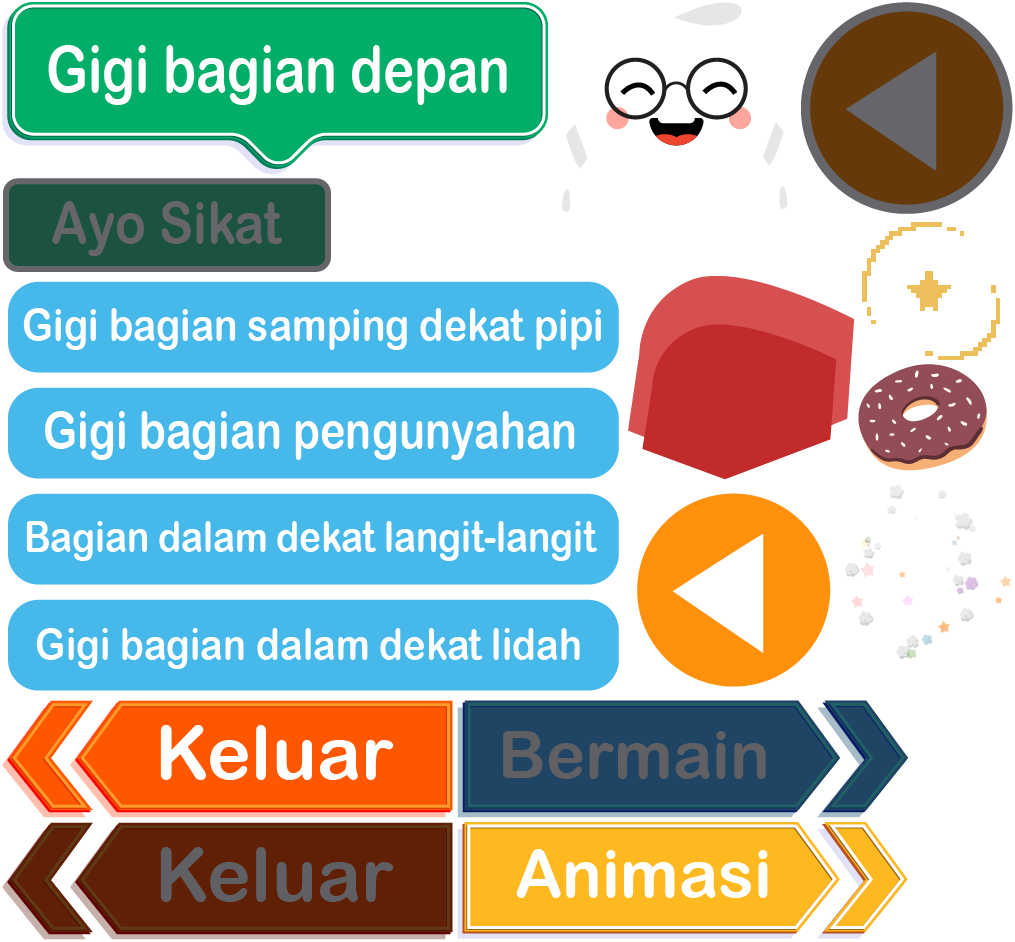 Gigi bagian depan
Ayo Sikat
Gigi bagian samping dekat pipi
Gigi bagian pengunyahan
Bagian dalam dekat langit-langit
Gigi bagian dalam dekat lidah
Keluar
Bermain
Keluar
Animasi